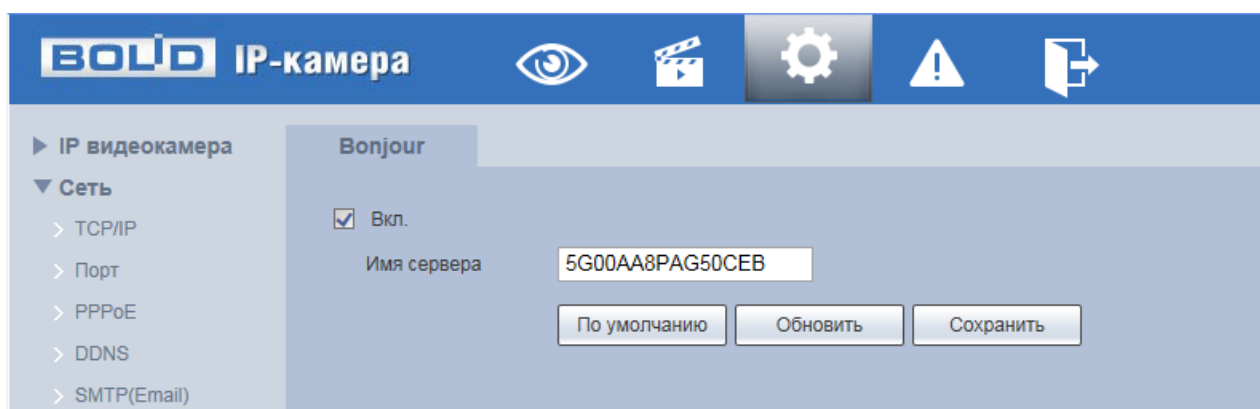 BOLID IP-камера
IP видеокамера
Сеть
TCP/IP
Порт
PPPoE
DDNS
SMTP(Email)
Bonjour
Вкл.
Имя сервера 5G00AA8PAG50CEB
По умолчанию Обновить Сохранить